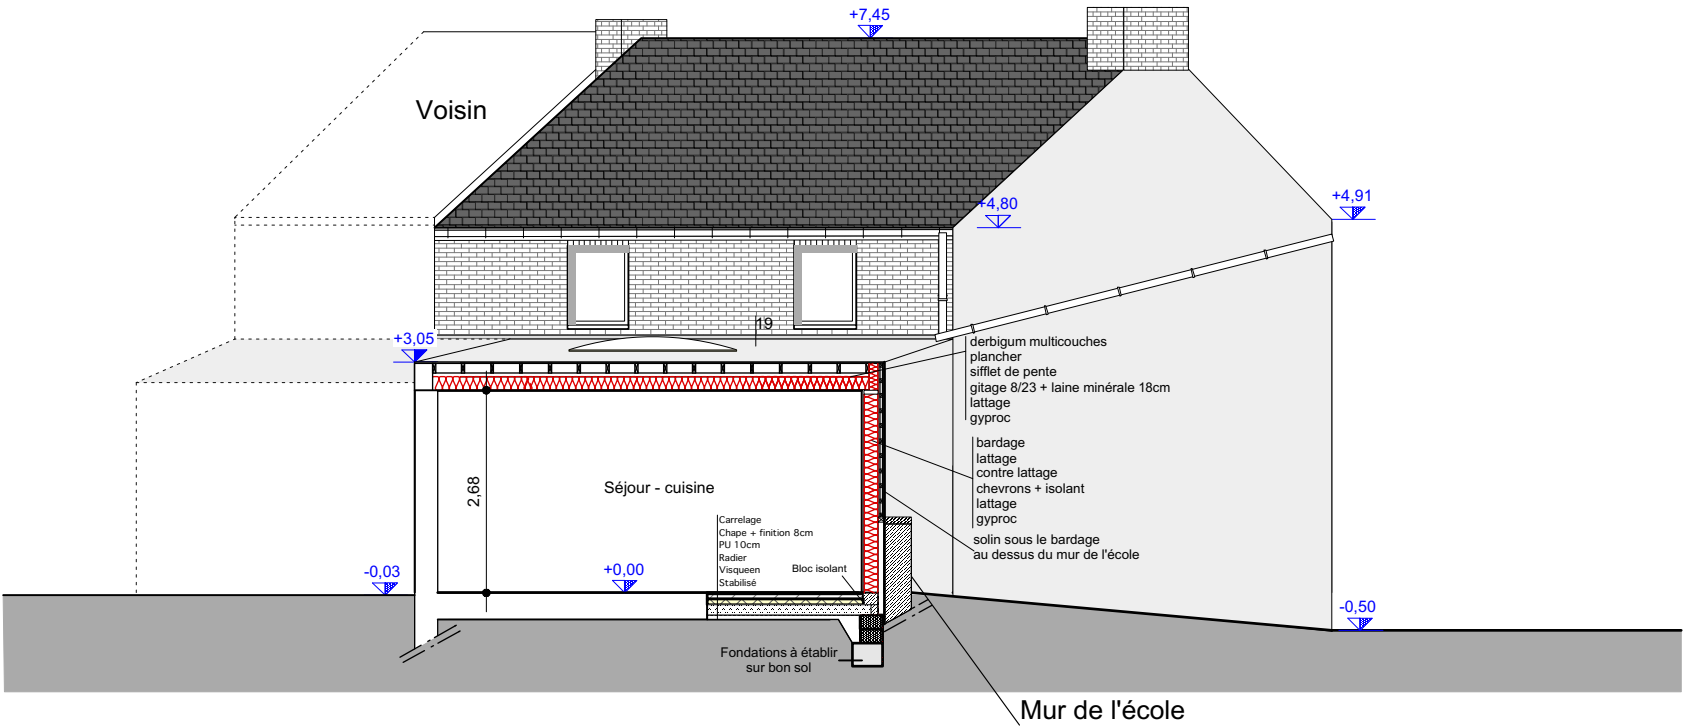 +7,45
Voisin
+4,91
+4,80
19
+3,05
derbigum multicouches
plancher
sifflet de pente
gitage 8/23 + laine minérale 18cm
lattage
gyproc
bardage
lattage
contre lattage
chevrons + isolant
lattage
gyproc
2,68
Séjour - cuisine
Carrelage
Chape + finition 8cm
PU 10cm
Radier
Visqueen
Stabilisé
solin sous le bardage
au dessus du mur de l'école
Bloc isolant
-0,03
+0,00
-0,50
Fondations à établir
sur bon sol
Mur de l'école